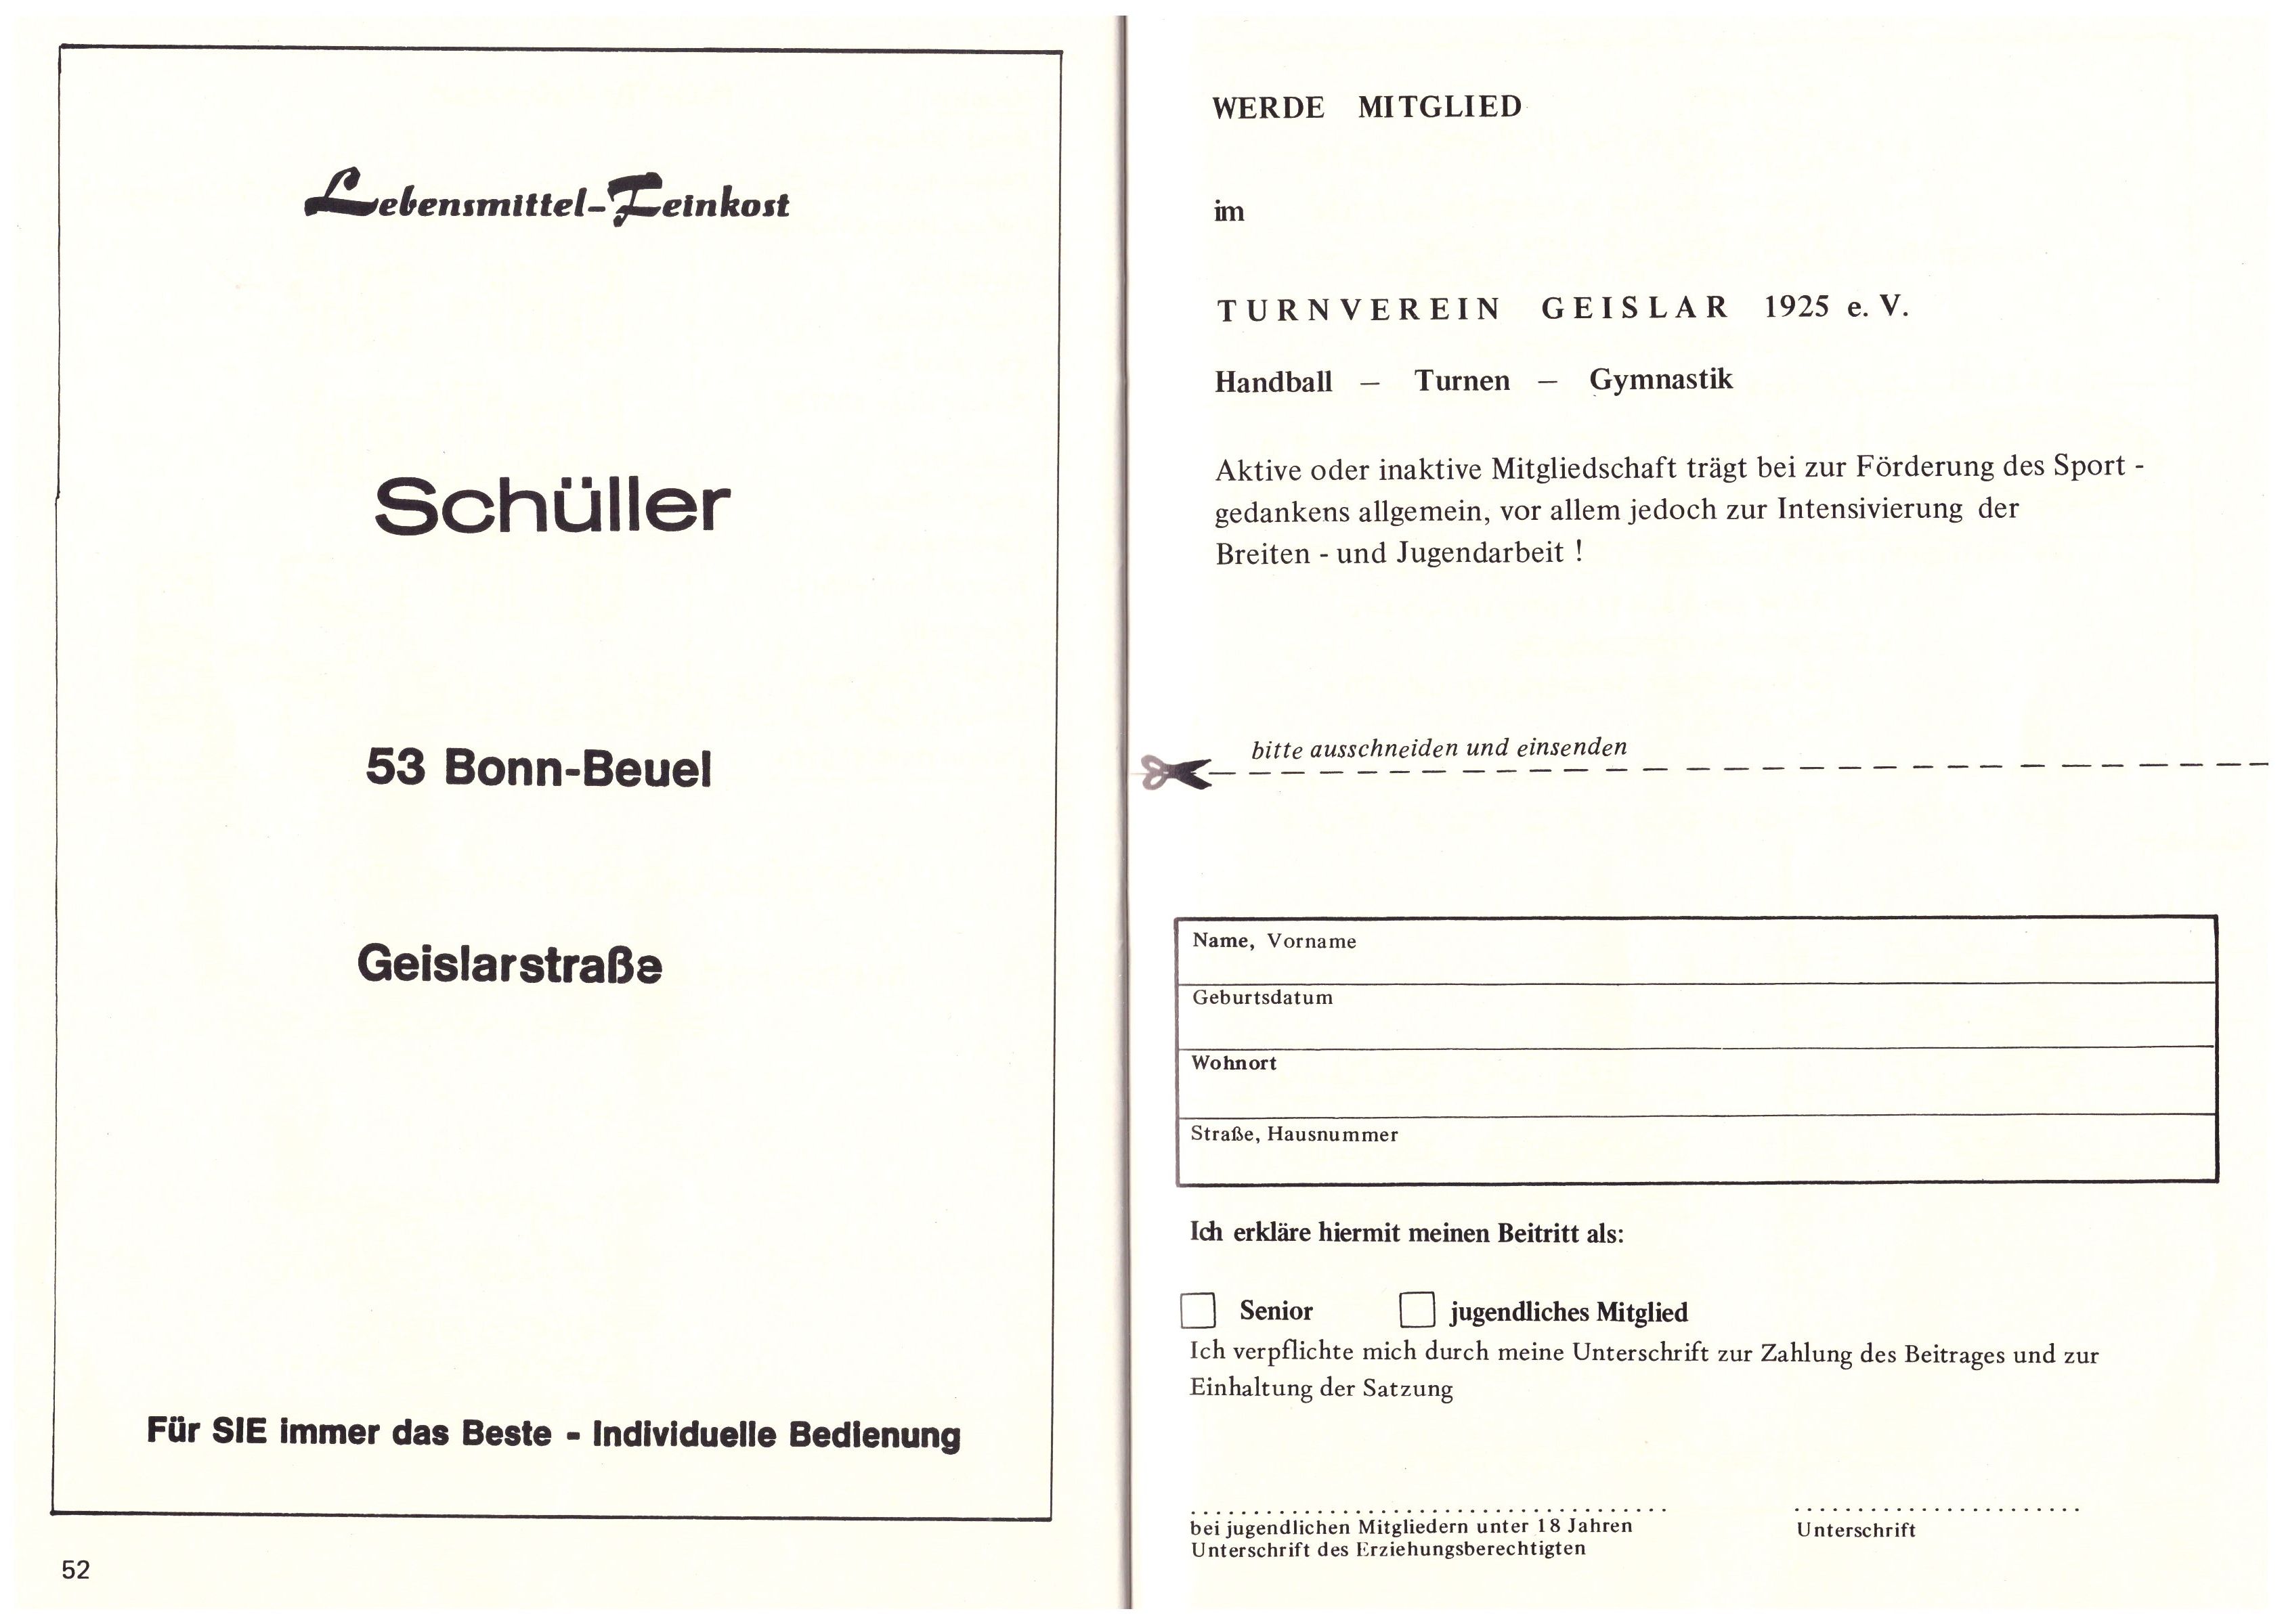 Lebensmittel-Feinkost
Schüller
53 Bonn-Beuel
Geislarstraße
Für SIE immer das Beste - Individuelle Bedienung
52
WERDE MITGLIED
im
TURNVEREIN GEISLAR 1925 e. V.
Handball – Turnen – Gymnastik
Aktive oder inaktive Mitgliedschaft trägt bei zur Förderung des Sport -
gedankens allgemein, vor allem jedoch zur Intensivierung der
Breiten - und Jugendarbeit !
bitte ausschneiden und einsenden
Name, Vorname
Geburtsdatum
Wohnort
Straße, Hausnummer
Ich erkläre hiermit meinen Beitritt als:
Senior jugendliches Mitglied
Ich verpflichte mich durch meine Unterschrift zur Zahlung des Beitrages und zur
Einhaltung der Satzung
bei jugendlichen Mitgliedern unter 18 Jahren
Unterschrift des Erziehungsberechtigten
Unterschrift